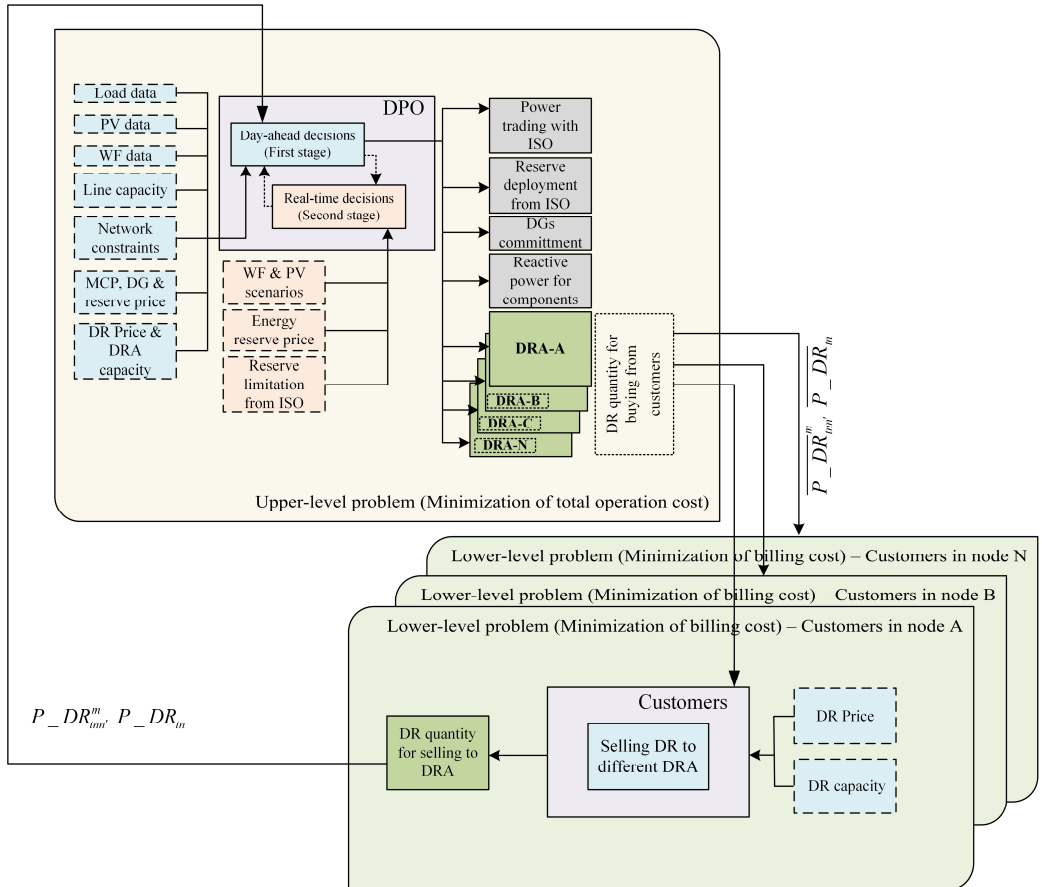 Load data
PV data
WF data
Line capacity
Network
constraints
MCP, DG &
reserve price
DR Price &
DRA
capacity
DPO
Day-ahead decisions
(First stage)
Real-time decisions
(Second stage)
WF & PV
scenarios
Energy
reserve price
Reserve
limitation
from ISO
Power
trading with
ISO
Reserve
deployment
from ISO
DGs
committment
Reactive
power for
components
DRA-A
DRA-B
DRA-C
DRA-N
DR quantity for
buying from
customers
P_DR
P_DR
Upper-level problem (Minimization of total operation cost)
Lower-level problem (Minimization of billing cost) – Customers in node N
Lower-level problem (Minimization of billing cost) Customers in node B
Lower-level problem (Minimization of billing cost) – Customers in node A
P_DR P_DR
DR quantity
for selling to
DRA
Customers
Selling DR to
different DRA
DR Price
DR capacity